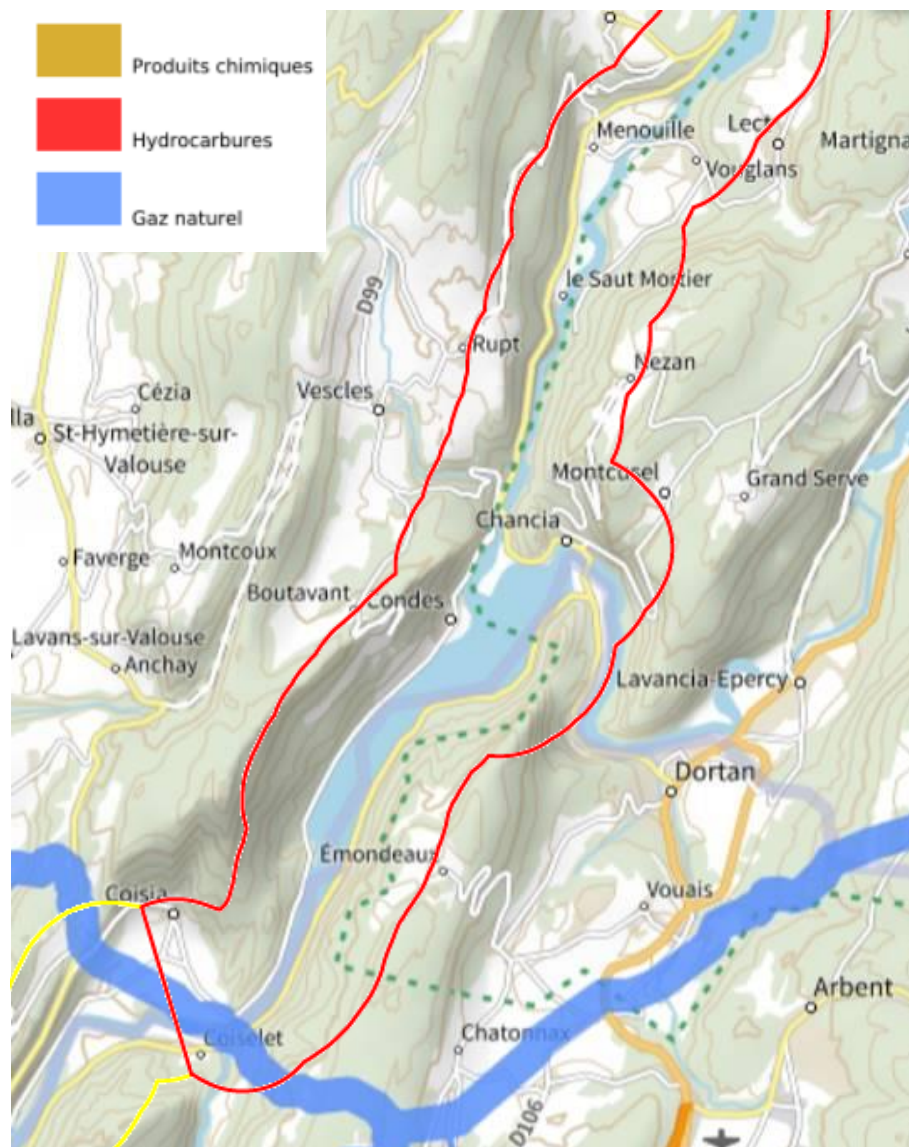 Produits chimiques
Hydrocarbures
Gaz naturel
Menouille
Lect
Martigna
Vouglans
D99
le Saut Mortier
Rupt
Nezan
Cézia
Vescles
lla
St-Hymetière-sur-
Valouse
Montcusel
Grand Serve
Chancia
Faverge
Montcoux
Boutavant
Condes
Lavans-sur-Valouse
Anchay
Lavancia-Epercy
Dortan
Émondeaux
Coisia
Vouais
Arbent
Coiselet
Chatonnax
D106